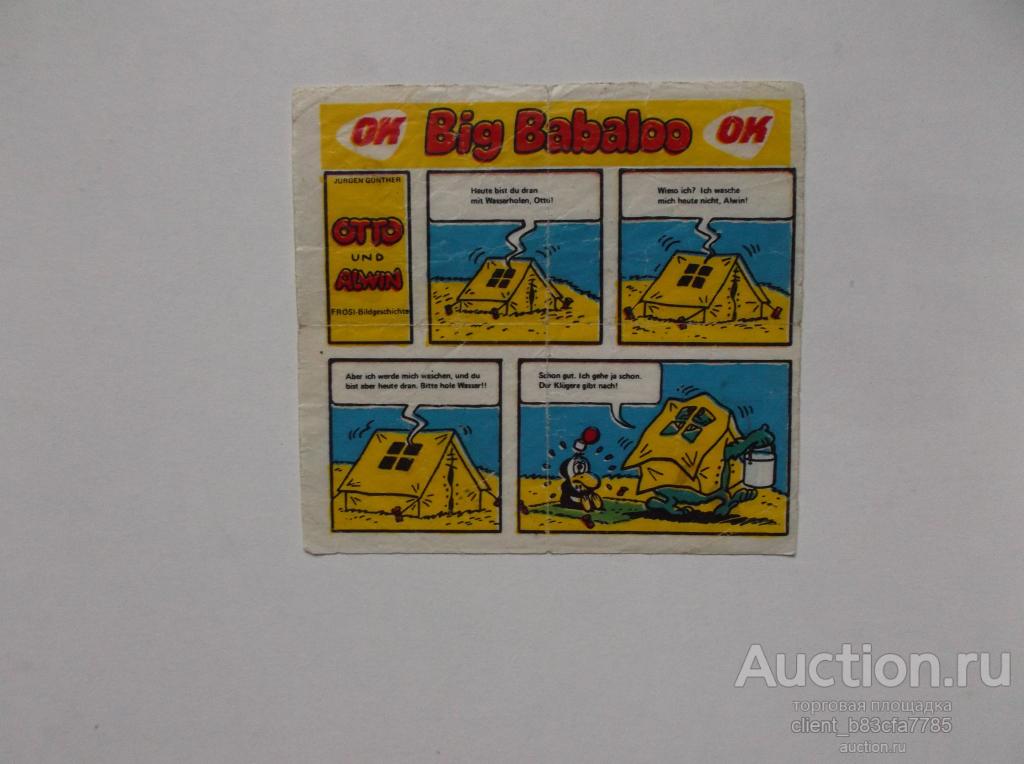 OK Big Babaloo OK
JÜRGEN GÜNTHER
OTTO
UND
ALWIN
FRÖSI-Bildgeschichte
Heute bist du dran
mit Wasserholen, Otto!
Wieso ich? Ich wasche
mich heute nicht, Alwin!
Aber ich werde mich waschen, und du
bist aber heute dran. Bitte hole Wasser!!
Schon gut. Ich gehe ja schon.
Der Klügere gibt nach!
Auction.ru
торговая площадка
client_b83cfa7785
auction.ru